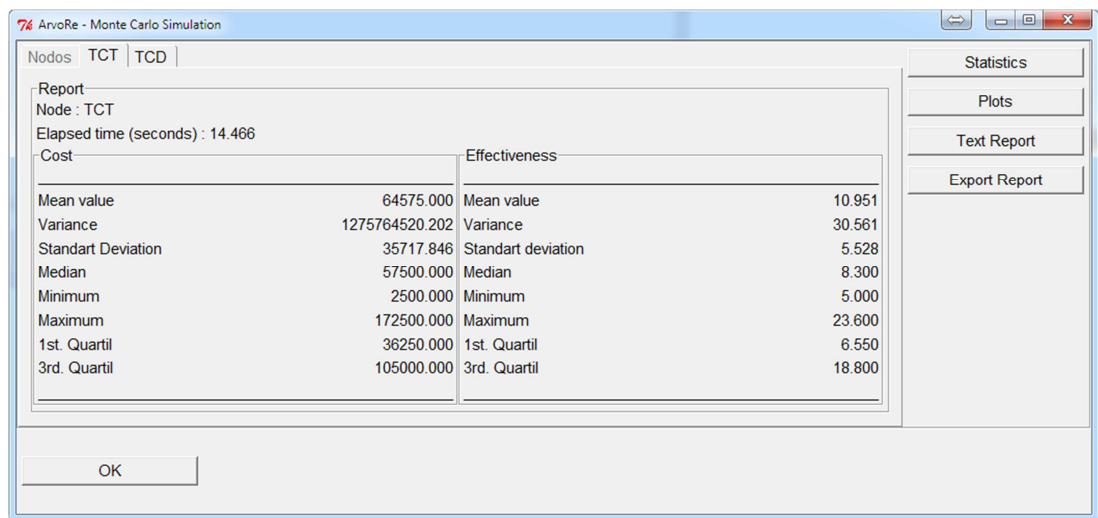 ArvoRe - Monte Carlo Simulation
Nodos TCT TCD
Report
Node : TCT
Elapsed time (seconds) : 14.466
Cost
Mean value 64575.000
Variance 1275764520.202
Standart Deviation 35717.846
Median 57500.000
Minimum 2500.000
Maximum 172500.000
1st. Quartil 36250.000
3rd. Quartil 105000.000
Effectiveness
Mean value 10.951
Variance 30.561
Standart deviation 5.528
Median 8.300
Minimum 5.000
Maximum 23.600
1st. Quartil 6.550
3rd. Quartil 18.800
Statistics
Plots
Text Report
Export Report
OK